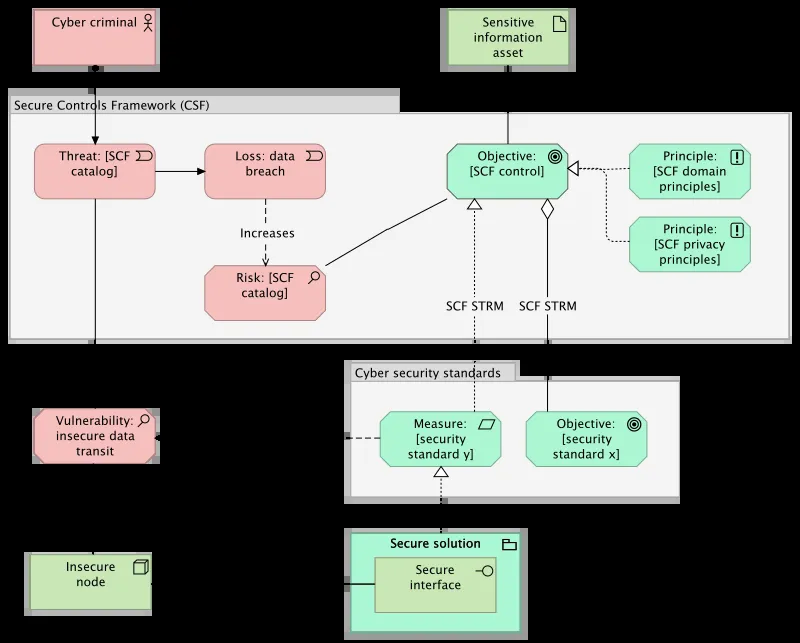 Cyber criminal
Sensitive
information
asset
Secure Controls Framework (CSF)
Threat: [SCF
catalog]
Loss: data
breach
Objective:
[SCF control]
Principle:
[SCF domain
principles]
Principle:
[SCF privacy
principles]
Increases
Risk: [SCF
catalog]
SCF STRM
SCF STRM
Cyber security standards
Vulnerability:
insecure data
transit
Measure:
[security
standard y]
Objective:
[security
standard x]
Insecure
node
Secure solution
Secure
interface